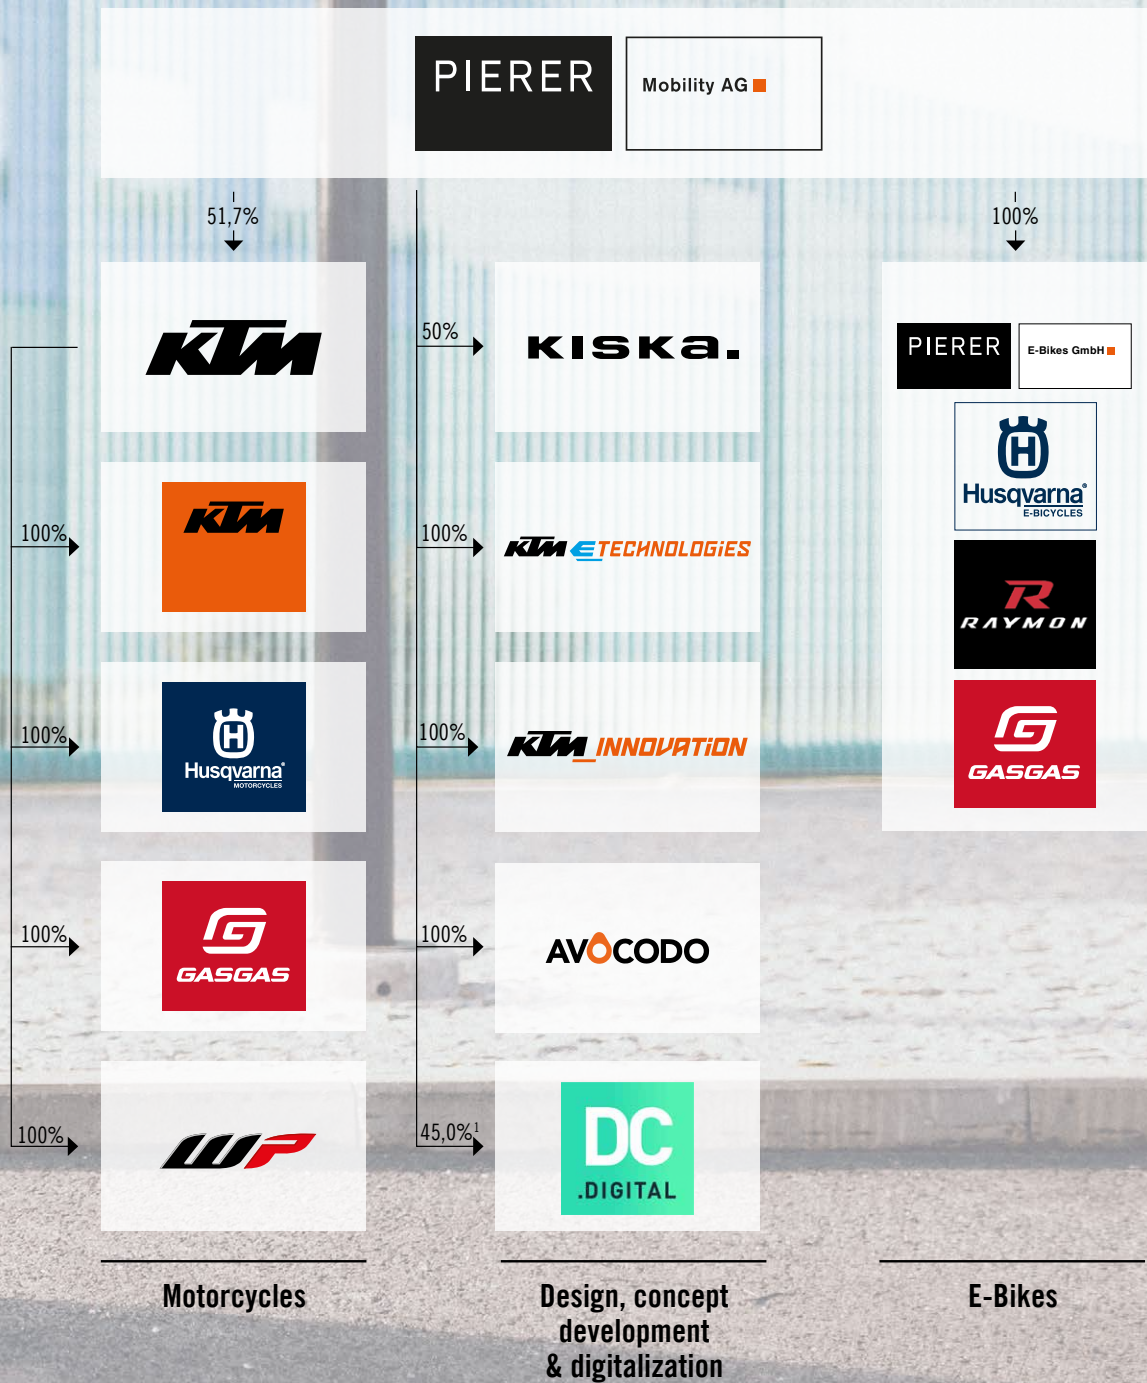 PIERER
Mobility AG
51,7%
100%
KTM
50%
KISKA.
PIERER
E-Bikes GmbH
H
Husqvarna®
E-BICYCLES
100%
KTM
100%
KTM E TECHNOLOGIES
R
RAYMON
100%
H
Husqvarna®
MOTORCYCLES
100%
KTM INNOVATION
G
GASGAS
100%
G
GASGAS
100%
AVOCODO
100%
WP
45,0%¹
DC
.DIGITAL
Motorcycles
Design, concept
development
& digitalization
E-Bikes